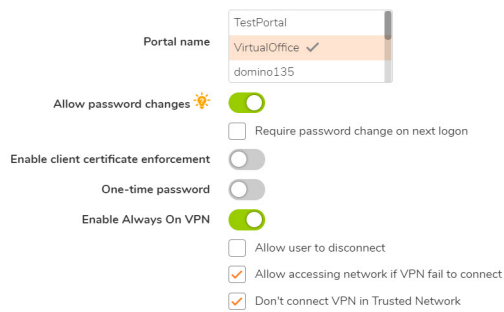 TestPortal
Portal name
VirtualOffice
domino135
Allow password changes
Require password change on next logon
Enable client certificate enforcement
One-time password
Enable Always On VPN
Allow user to disconnect
Allow accessing network if VPN fail to connect
Don't connect VPN in Trusted Network